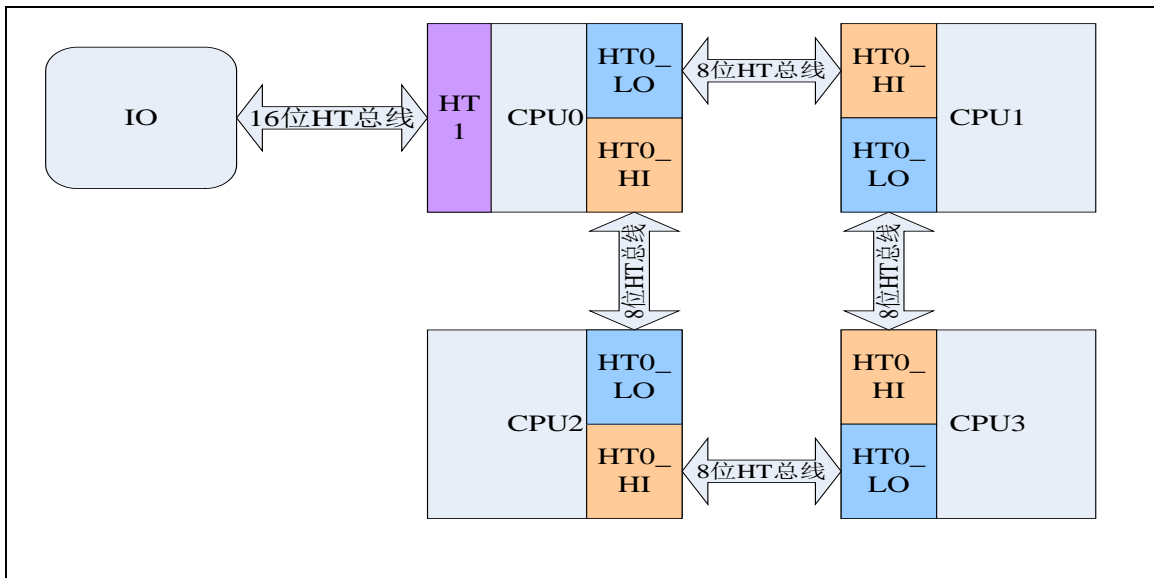 IO
16位HT总线
HT
1
CPU0
HT0_
LO
HT0_
HI
8位HT总线
HT0_
HI
HT0_
LO
CPU1
8位HT总线
8位HT总线
CPU2
HT0_
LO
HT0_
HI
8位HT总线
HT0_
HI
HT0_
LO
CPU3